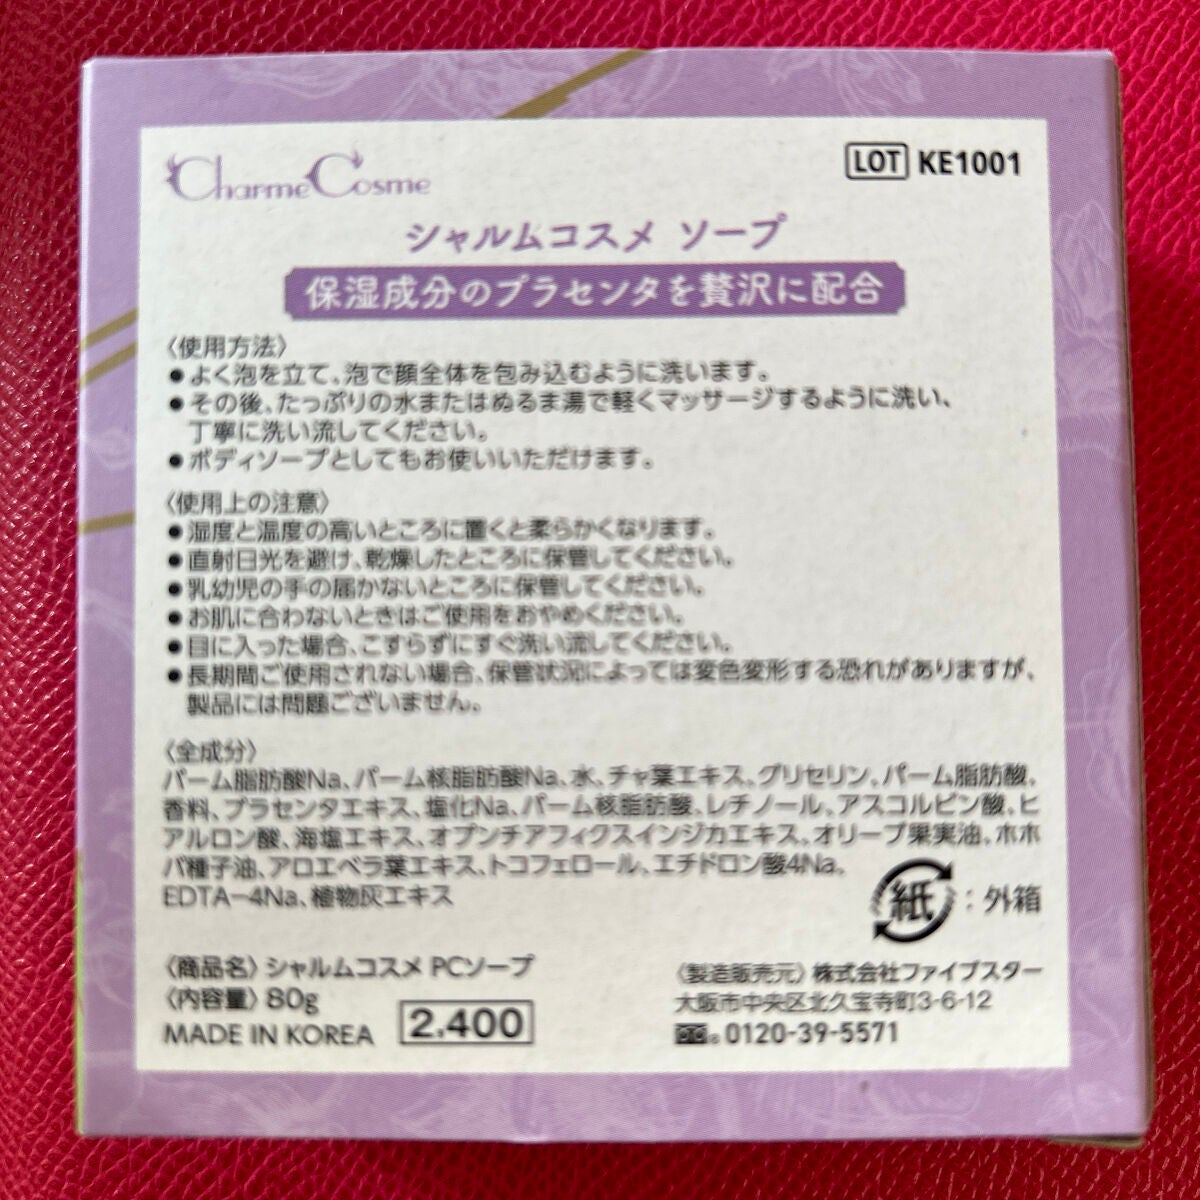 CharmeCosme
LOT KE1001
シャルムコスメ ソープ
保湿成分のプラセンタを贅沢に配合
〈使用方法〉
●よく泡を立て、泡で顔全体を包み込むように洗います。
●その後、たっぷりの水またはぬるま湯で軽くマッサージするように洗い、
丁寧に洗い流してください。
●ボディソープとしてもお使いいただけます。
〈使用上の注意〉
●湿度と温度の高いところに置くと柔らかくなります。
●直射日光を避け、乾燥したところに保管してください。
●乳幼児の手の届かないところに保管してください。
●お肌に合わないときはご使用をおやめください。
●目に入った場合、こすらずにすぐ洗い流してください。
●長期間ご使用されない場合、保管状況によっては変色変形する恐れがありますが、
製品には問題ございません。
〈全成分〉
パーム脂肪酸Na、パーム核脂肪酸Na、水、チャ葉エキス、グリセリン、パーム脂肪酸、
香料、プラセンタエキス、塩化Na、パーム核脂肪酸、レチノール、アスコルビン酸、ヒ
アルロン酸、海塩エキス、オプンチアフィクスインジカエキス、オリーブ果実油、ホホ
バ種子油、アロエベラ葉エキス、トコフェロール、エチドロン酸4Na、
EDTA-4Na、植物灰エキス
紙：外箱
〈商品名〉シャルムコスメ PCソープ
〈内容量〉80g
MADE IN KOREA 2,400
〈製造販売元〉株式会社ファイブスター
大阪市中央区北久宝寺町3-6-12
0120-39-5571